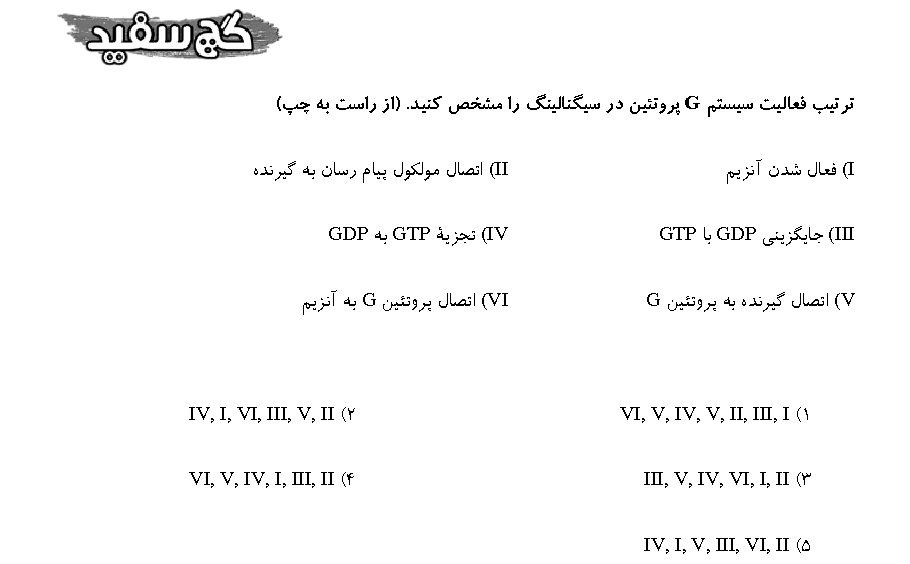 گچ سفید
ترتیب فعالیت سیستم G پروتئین در سیگنالینگ را مشخص کنید. (از راست به چپ)
I) فعال شدن آنزیم
II) اتصال مولکول پیام رسان به گیرنده
III) جایگزینی GDP با GTP
IV) تجزیۀ GTP به GDP
V) اتصال گیرنده به پروتئین G
VI) اتصال پروتئین G به آنزیم
۱) VI, V, IV, V, II, III, I
۲) IV, I, VI, III, V, II
۳) III, V, IV, VI, I, II
۴) VI, V, IV, I, III, II
۵) IV, I, V, III, VI, II